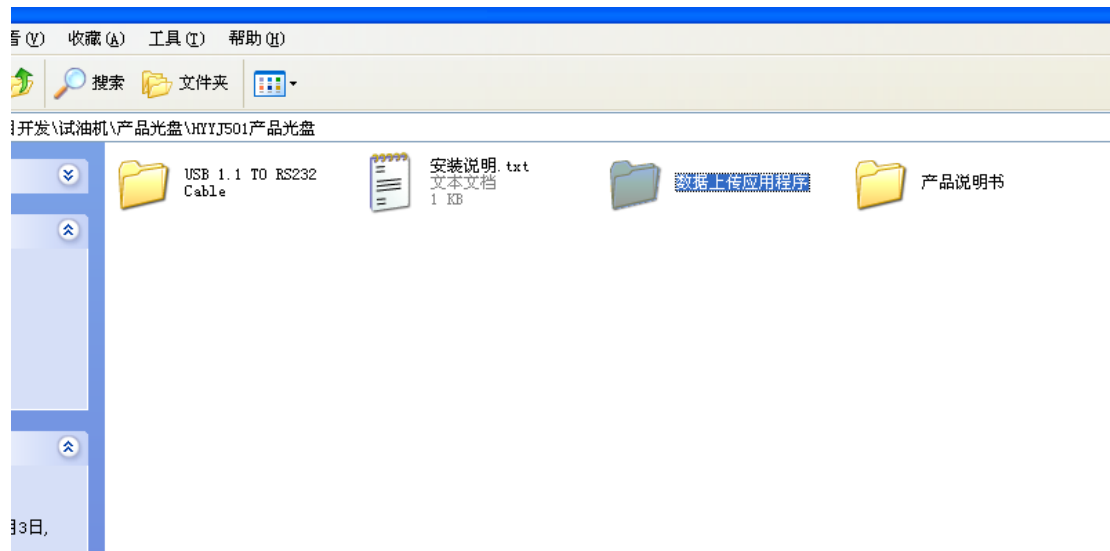 看(V) 收藏(A) 工具(T) 帮助(H)
搜索 文件夹
目开发\试油机\产品光盘\HYYJ501产品光盘
USB 1.1 TO RS232
Cable
安装说明.txt
文本文档
1 KB
数据上传应用程序
产品说明书
月3日,